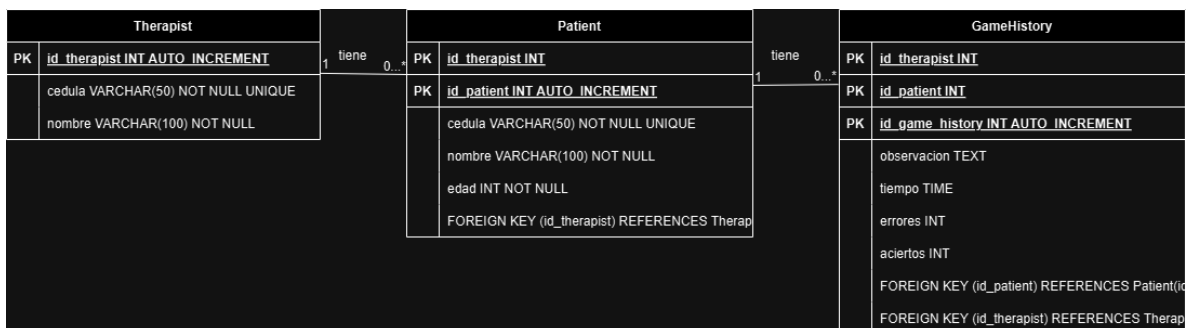 Therapist
PK id_therapist INT AUTO_INCREMENT
cedula VARCHAR(50) NOT NULL UNIQUE
nombre VARCHAR(100) NOT NULL
tiene
1 0...*
Patient
PK id_therapist INT
PK id_patient INT AUTO_INCREMENT
cedula VARCHAR(50) NOT NULL UNIQUE
nombre VARCHAR(100) NOT NULL
edad INT NOT NULL
FOREIGN KEY (id_therapist) REFERENCES Therap
tiene
1 0...*
GameHistory
PK id_therapist INT
PK id_patient INT
PK id_game_history INT AUTO_INCREMENT
observacion TEXT
tiempo TIME
errores INT
aciertos INT
FOREIGN KEY (id_patient) REFERENCES Patient(id
FOREIGN KEY (id_therapist) REFERENCES Therap